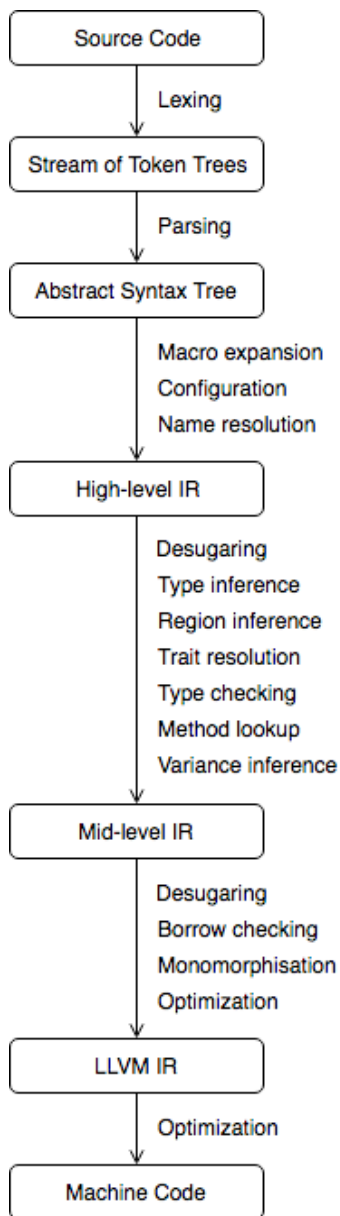 Source Code
Lexing
Stream of Token Trees
Parsing
Abstract Syntax Tree
Macro expansion
Configuration
Name resolution
High-level IR
Desugaring
Type inference
Region inference
Trait resolution
Type checking
Method lookup
Variance inference
Mid-level IR
Desugaring
Borrow checking
Monomorphisation
Optimization
LLVM IR
Optimization
Machine Code